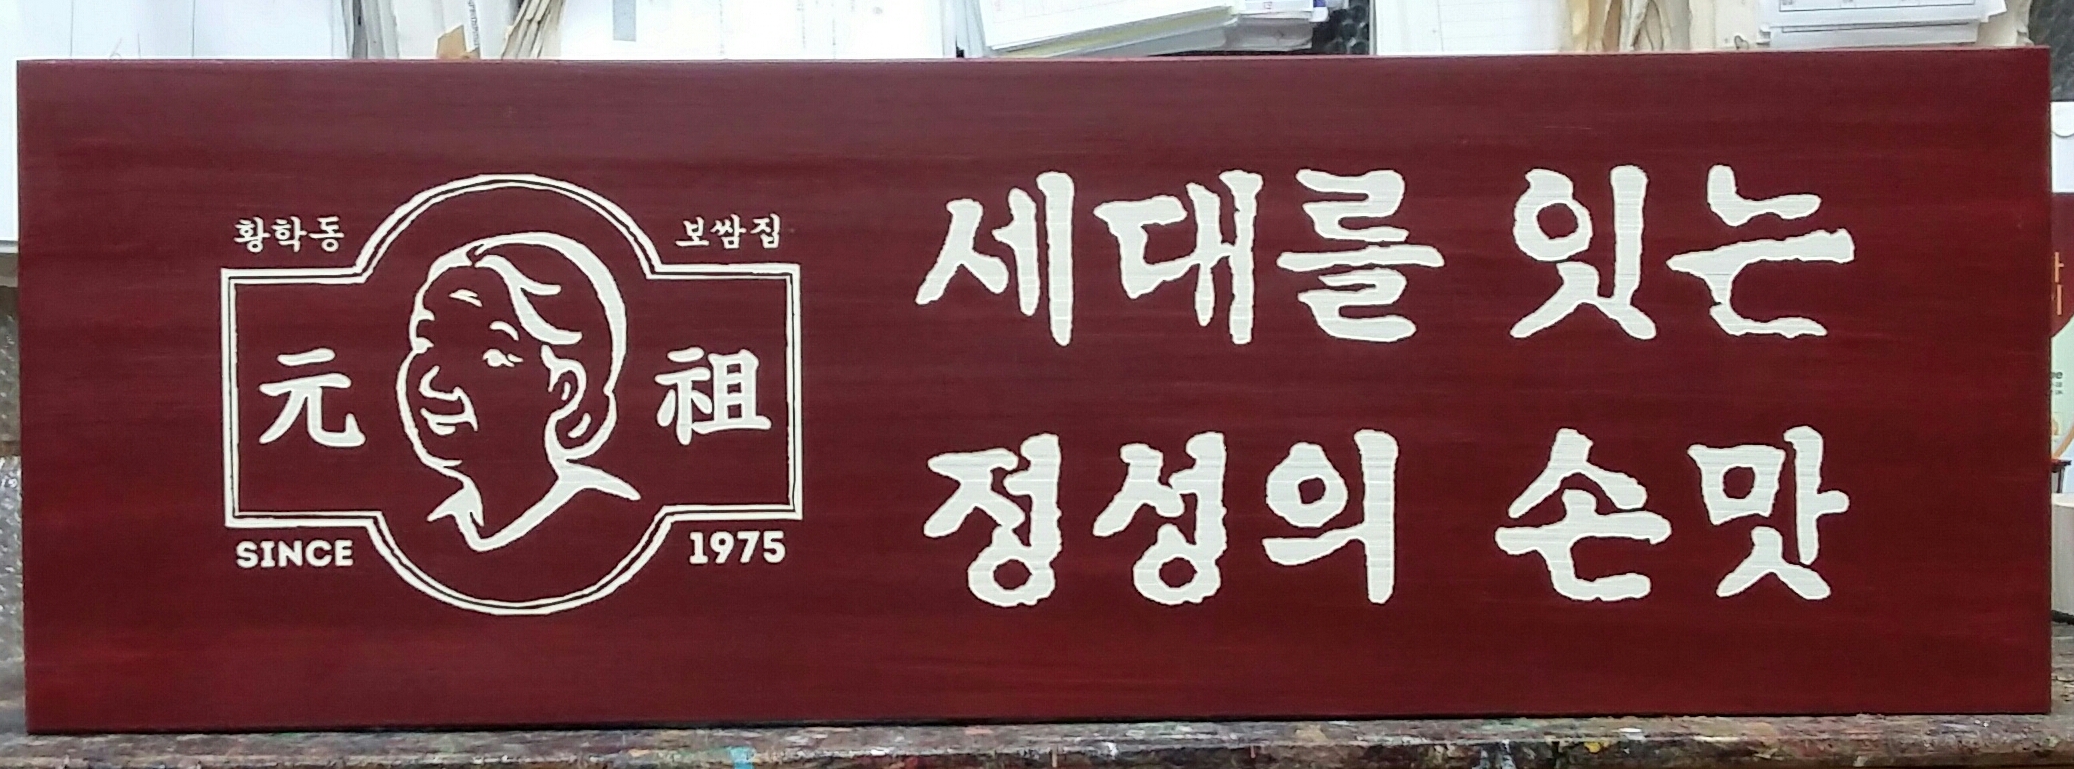 황학동 보쌈집
元 祖
SINCE 1975
세대를 잇는
정성의 손맛